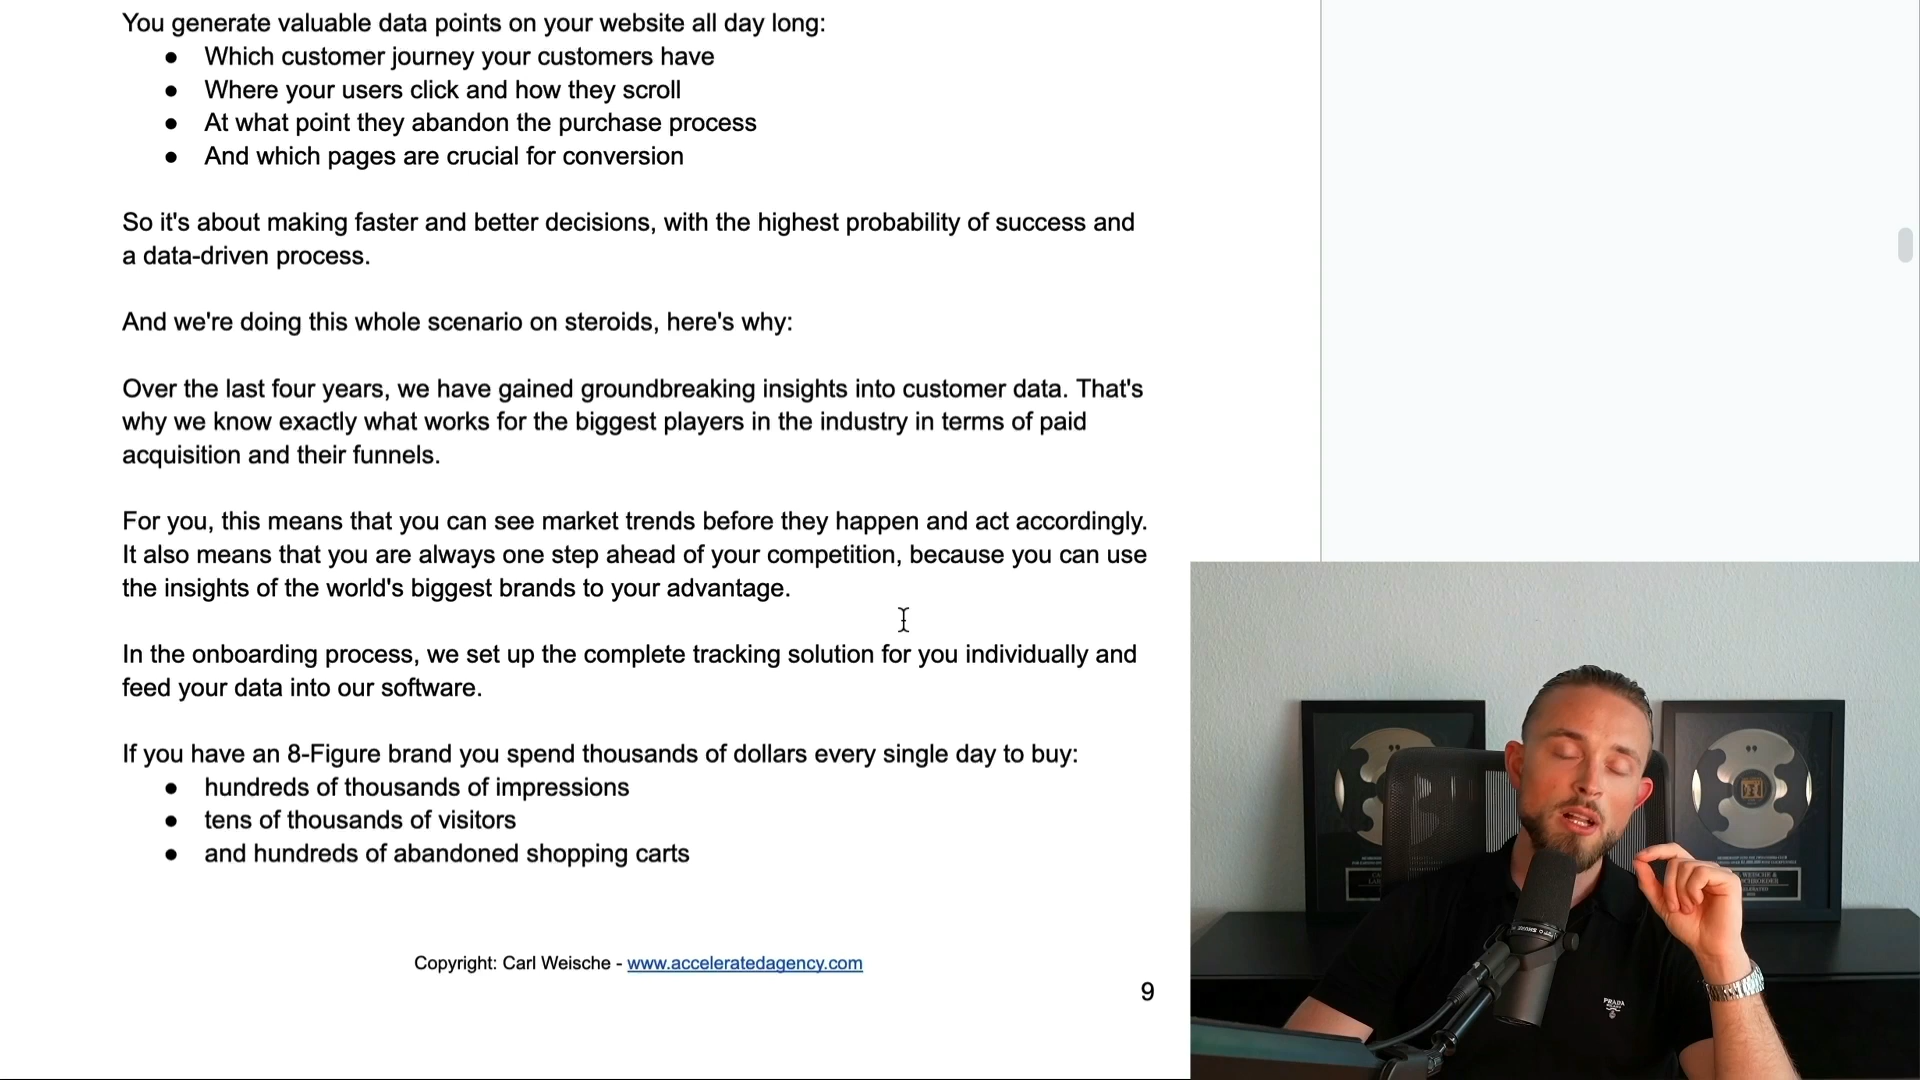 You generate valuable data points on your website all day long:
● Which customer journey your customers have
● Where your users click and how they scroll
● At what point they abandon the purchase process
● And which pages are crucial for conversion
So it's about making faster and better decisions, with the highest probability of success and
a data-driven process.
And we're doing this whole scenario on steroids, here's why:
Over the last four years, we have gained groundbreaking insights into customer data. That's
why we know exactly what works for the biggest players in the industry in terms of paid
acquisition and their funnels.
For you, this means that you can see market trends before they happen and act accordingly.
It also means that you are always one step ahead of your competition, because you can use
the insights of the world's biggest brands to your advantage.
In the onboarding process, we set up the complete tracking solution for you individually and
feed your data into our software.
If you have an 8-Figure brand you spend thousands of dollars every single day to buy:
● hundreds of thousands of impressions
● tens of thousands of visitors
● and hundreds of abandoned shopping carts
Copyright: Carl Weische - www.acceleratedagency.com
9
PRADA